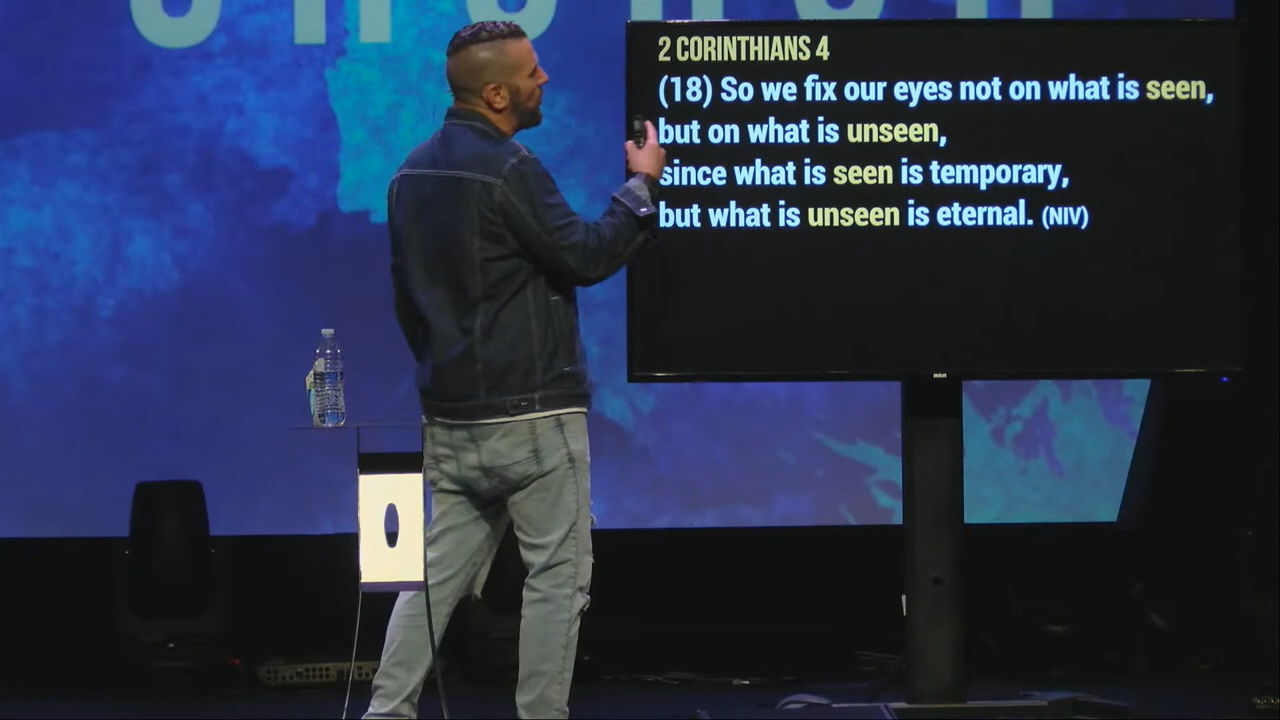 2 CORINTHIANS 4
(18) So we fix our eyes not on what is seen,
but on what is unseen,
since what is seen is temporary,
but what is unseen is eternal. (NIV)
RCA